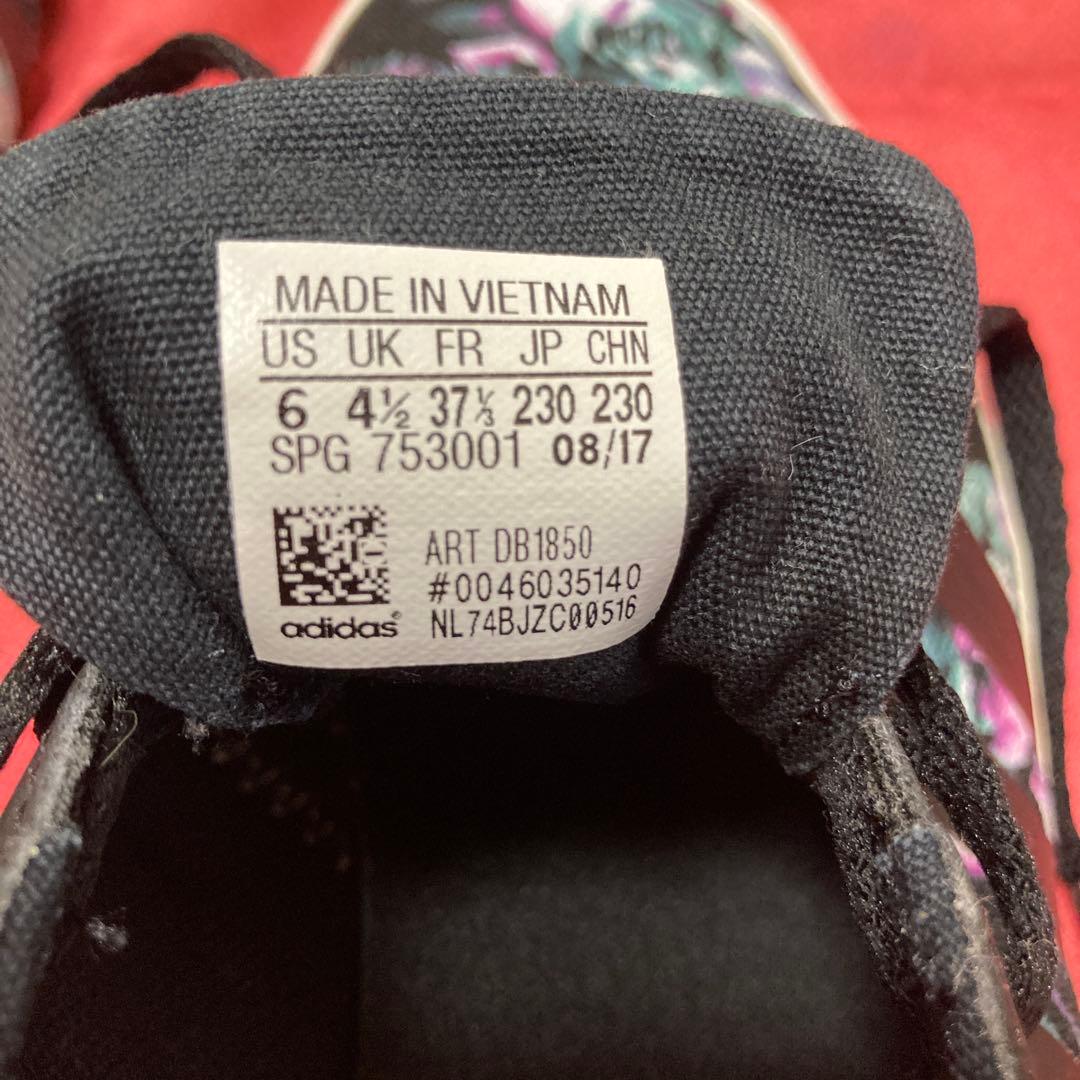 MADE IN VIETNAM
US UK FR JP CHN
6 4½ 37⅓ 230 230
SPG 753001 08/17
ART DB1850
#0046035140
adidas® NL74BJZC00516